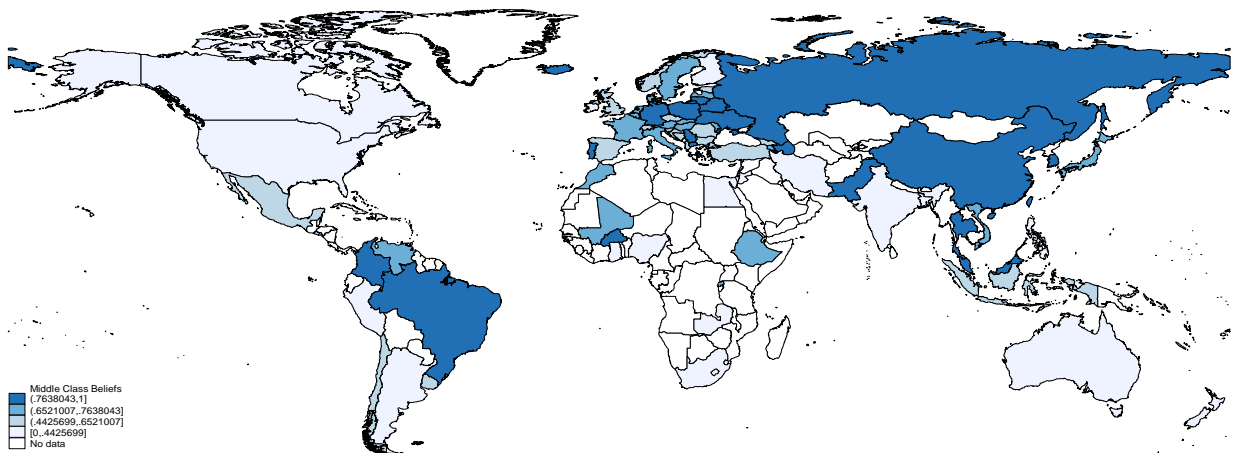 Middle Class Beliefs
(.7638043,1]
(.6521007,.7638043]
(.4425699,.6521007]
[0,.4425699]
No data